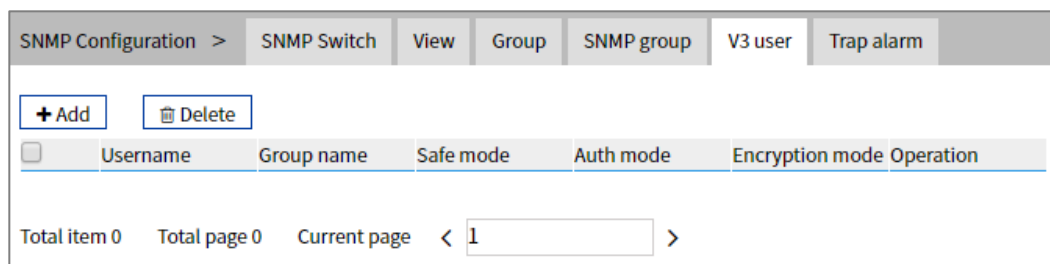 SNMP Configuration > SNMP Switch View Group SNMP group V3 user Trap alarm
+ Add Delete
Username Group name Safe mode Auth mode Encryption mode Operation
Total item 0 Total page 0 Current page < 1 >